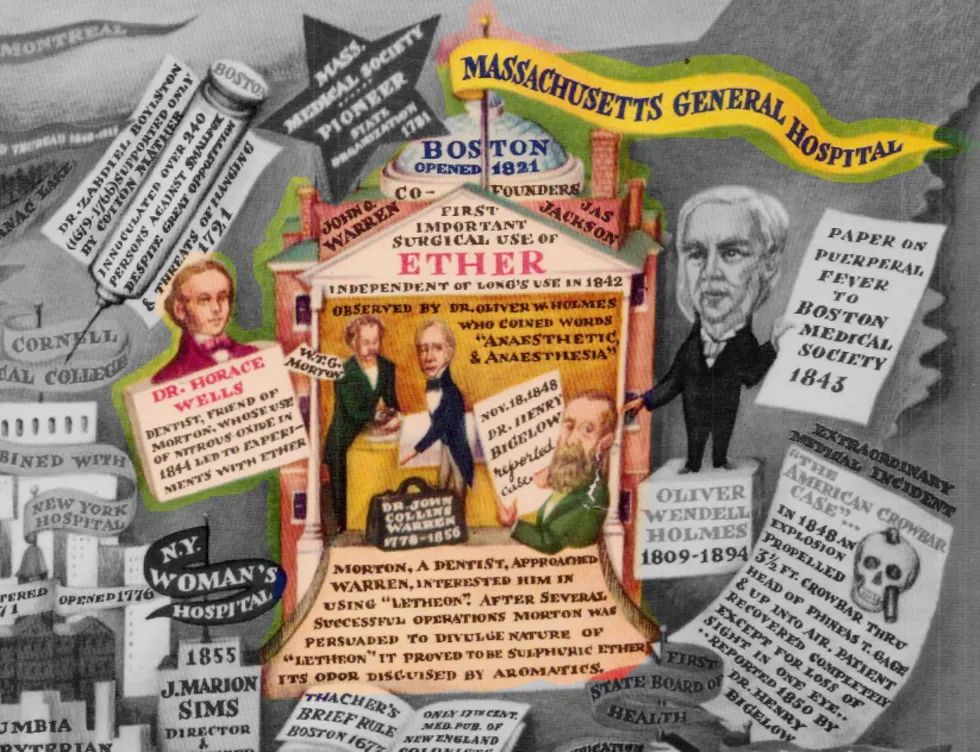 MONTREAL
DR. ZABDIEL BOYLSTON
(1679-1766) SUPPORTED ONLY
BY COTTON MATHER
INNOCULATED OVER 240
PERSONS AGAINST SMALLPOX
DESPITE GREAT OPPOSITION
& THREATS OF HANGING
1721
BOSTON
MASS.
MEDICAL SOCIETY
PIONEER
STATE
ORGANIZATION
1781
MASSACHUSETTS GENERAL HOSPITAL
BOSTON
OPENED 1821
CO-FOUNDERS
JOHN C.
WARREN
JAS
JACKSON
FIRST
IMPORTANT
SURGICAL USE OF
ETHER
INDEPENDENT OF LONG'S USE IN 1842
OBSERVED BY DR. OLIVER W. HOLMES
WHO COINED WORDS
"ANAESTHETIC,
& ANAESTHESIA"
W.T.G.
MORTON
NOV. 18, 1848
DR. HENRY
BIGELOW
reported
case
DR. JOHN
COLLINS
WARREN
1778-1856
MORTON, A DENTIST, APPROACHED
WARREN, INTERESTED HIM IN
USING "LETHEON". AFTER SEVERAL
SUCCESSFUL OPERATIONS MORTON WAS
PERSUADED TO DIVULGE NATURE OF
"LETHEON" IT PROVED TO BE SULPHURIC ETHER
ITS ODOR DISGUISED BY AROMATICS.
DR. HORACE
WELLS
DENTIST, FRIEND OF
MORTON, WHOSE USE
OF NITROUS OXIDE IN
1844 LED TO EXPERI-
MENTS WITH ETHER
PAPER ON
PUERPERAL
FEVER
TO
BOSTON
MEDICAL
SOCIETY
1843
OLIVER
WENDELL
HOLMES
1809-1894
EXTRAORDINARY
MEDICAL INCIDENT
"THE
AMERICAN CROWBAR
CASE"...
IN 1848 AN
EXPLOSION
PROPELLED
3½ FT. CROWBAR THRU
HEAD OF PHINEAS T. GAGE
& UP INTO AIR, PATIENT
RECOVERED COMPLETELY
EXCEPT FOR LOSS OF
SIGHT IN ONE EYE..
..REPORTED 1850 BY
DR. HENRY
BIGELOW
CORNELL
CAL COLLEGE
BINED WITH
NEW YORK
HOSPITAL
OPENED 1776
N.Y.
WOMAN'S
HOSPITAL
1855
J. MARION
SIMS
DIRECTOR
&
UMBIA
BYTERIAN
THACHER'S
BRIEF RULE
BOSTON 1677
ONLY 17TH CENT.
MED. PUB. OF
NEW ENGLAND
FIRST
STATE BOARD OF
HEALTH